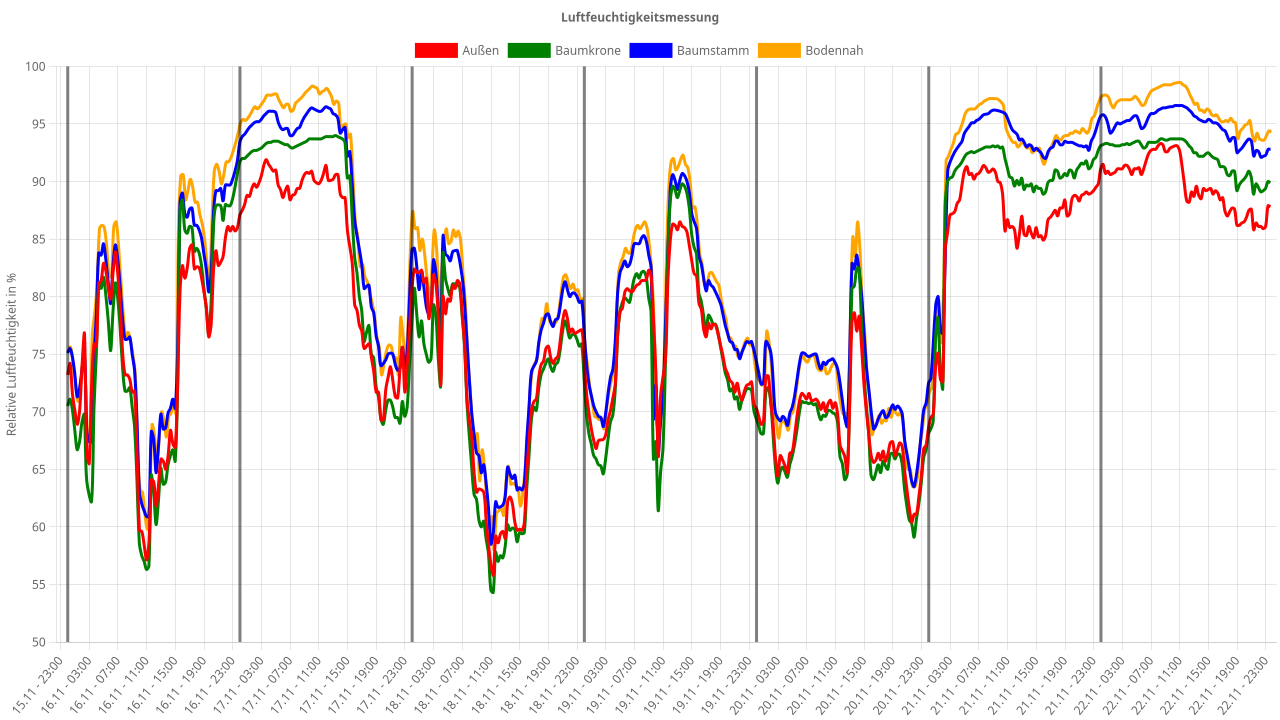 Luftfeuchtigkeitsmessung
Außen Baumkrone Baumstamm Bodennah
Relative Luftfeuchtigkeit in %
100
95
90
85
80
75
70
65
60
55
50
15.11 - 23:00
16.11 - 03:00
16.11 - 07:00
16.11 - 11:00
16.11 - 15:00
16.11 - 19:00
16.11 - 23:00
17.11 - 03:00
17.11 - 07:00
17.11 - 11:00
17.11 - 15:00
17.11 - 19:00
17.11 - 23:00
18.11 - 03:00
18.11 - 07:00
18.11 - 11:00
18.11 - 15:00
18.11 - 19:00
18.11 - 23:00
19.11 - 03:00
19.11 - 07:00
19.11 - 11:00
19.11 - 15:00
19.11 - 19:00
19.11 - 23:00
20.11 - 03:00
20.11 - 07:00
20.11 - 11:00
20.11 - 15:00
20.11 - 19:00
20.11 - 23:00
21.11 - 03:00
21.11 - 07:00
21.11 - 11:00
21.11 - 15:00
21.11 - 19:00
21.11 - 23:00
22.11 - 03:00
22.11 - 07:00
22.11 - 11:00
22.11 - 15:00
22.11 - 19:00
22.11 - 23:00